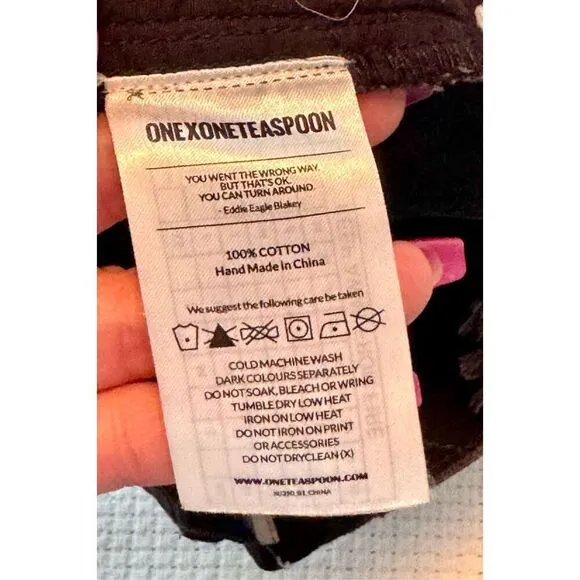 ONEXONETEASPOON
YOU WENT THE WRONG WAY.
BUT THAT'S OK.
YOU CAN TURN AROUND.
- Eddie Eagle Blakey
100% COTTON
Hand Made in China
We suggest the following care be taken
COLD MACHINE WASH
DARK COLOURS SEPARATELY
DO NOT SOAK, BLEACH OR WRING
TUMBLE DRY LOW HEAT
IRON ON LOW HEAT
DO NOT IRON ON PRINT
OR ACCESSORIES
DO NOT DRYCLEAN (X)
WWW.ONETEASPOON.COM